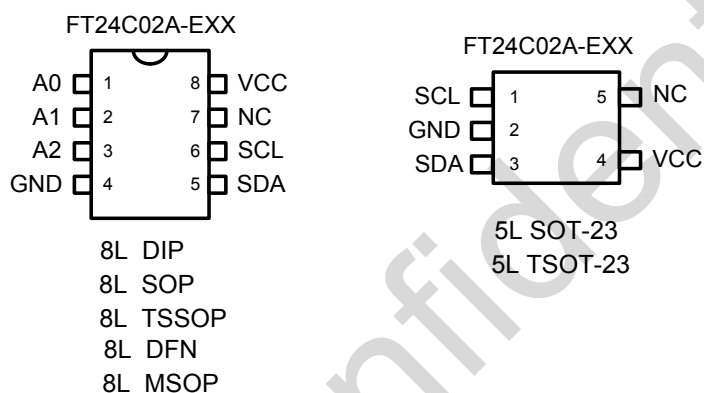 FT24C02A-EXX
A0 1 8 VCC
A1 2 7 NC
A2 3 6 SCL
GND 4 5 SDA
8L DIP
8L SOP
8L TSSOP
8L DFN
8L MSOP
FT24C02A-EXX
SCL 1 5 NC
GND 2
SDA 3 4 VCC
5L SOT-23
5L TSOT-23
nfident